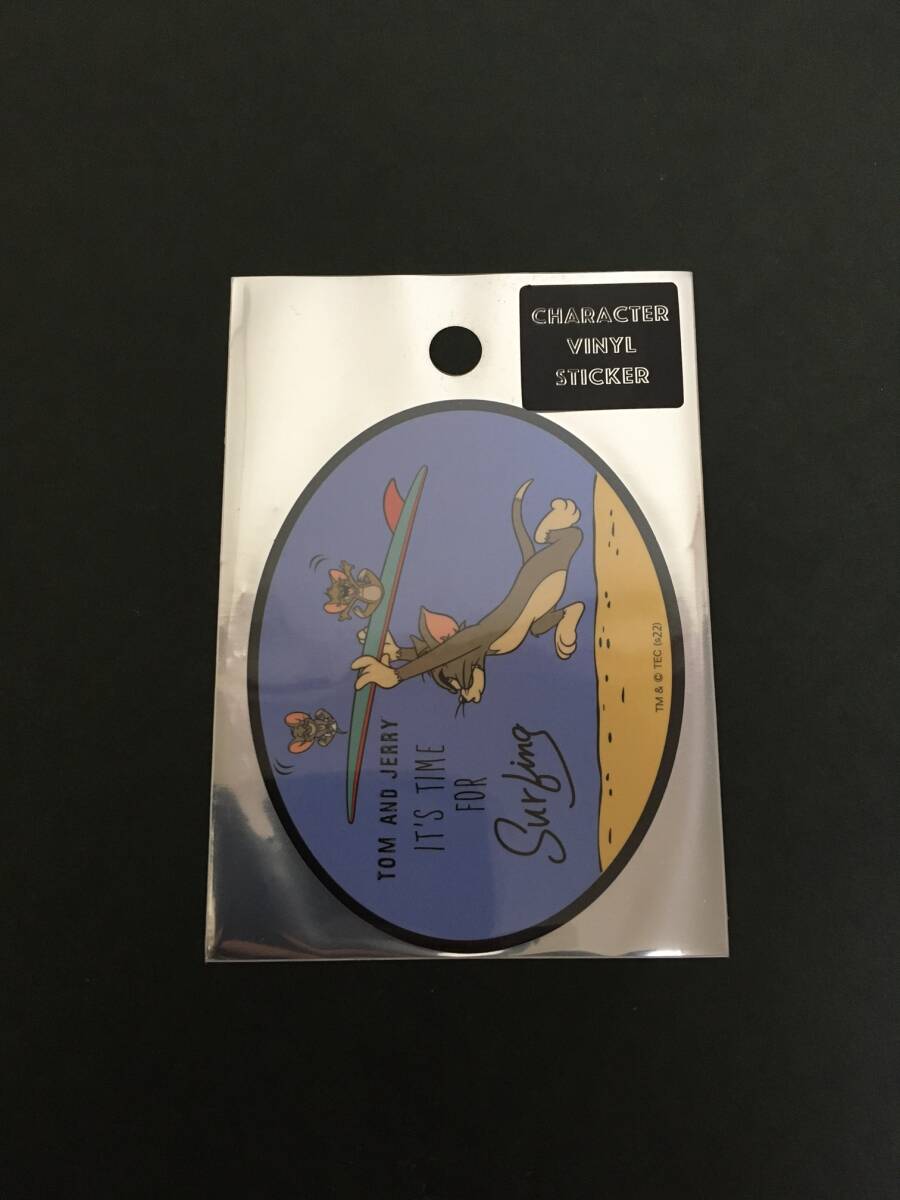 CHARACTER
VINYL
STICKER
TOM AND JERRY
IT'S TIME
FOR
Surfing
TM & © TEC (s22)